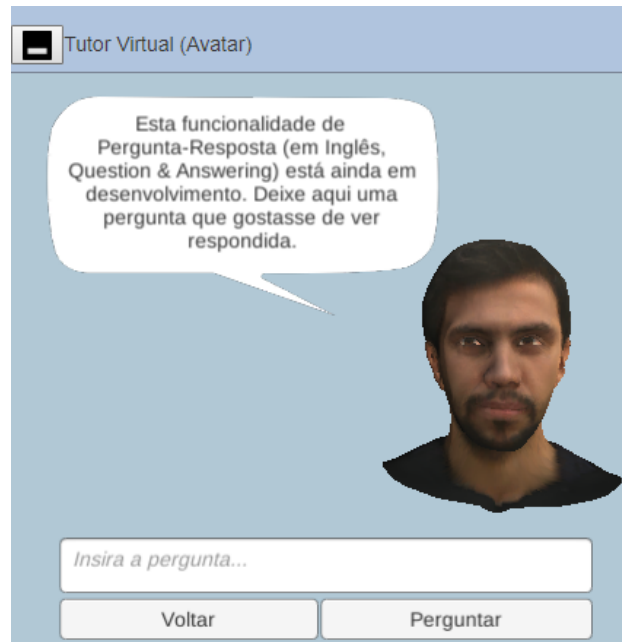 Tutor Virtual (Avatar)
Esta funcionalidade de
Pergunta-Resposta (em Inglês,
Question & Answering) está ainda em
desenvolvimento. Deixe aqui uma
pergunta que gostasse de ver
respondida.
Insira a pergunta...
Voltar
Perguntar